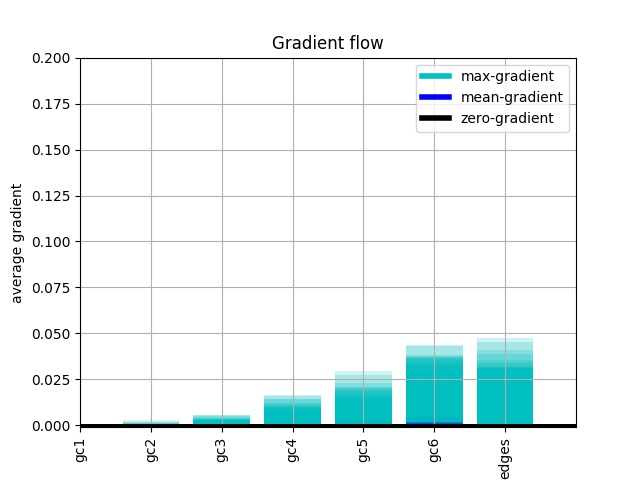 Gradient flow
max-gradient
mean-gradient
zero-gradient
average gradient
0.200
0.175
0.150
0.125
0.100
0.075
0.050
0.025
0.000
gc1
gc2
gc3
gc4
gc5
gc6
edges